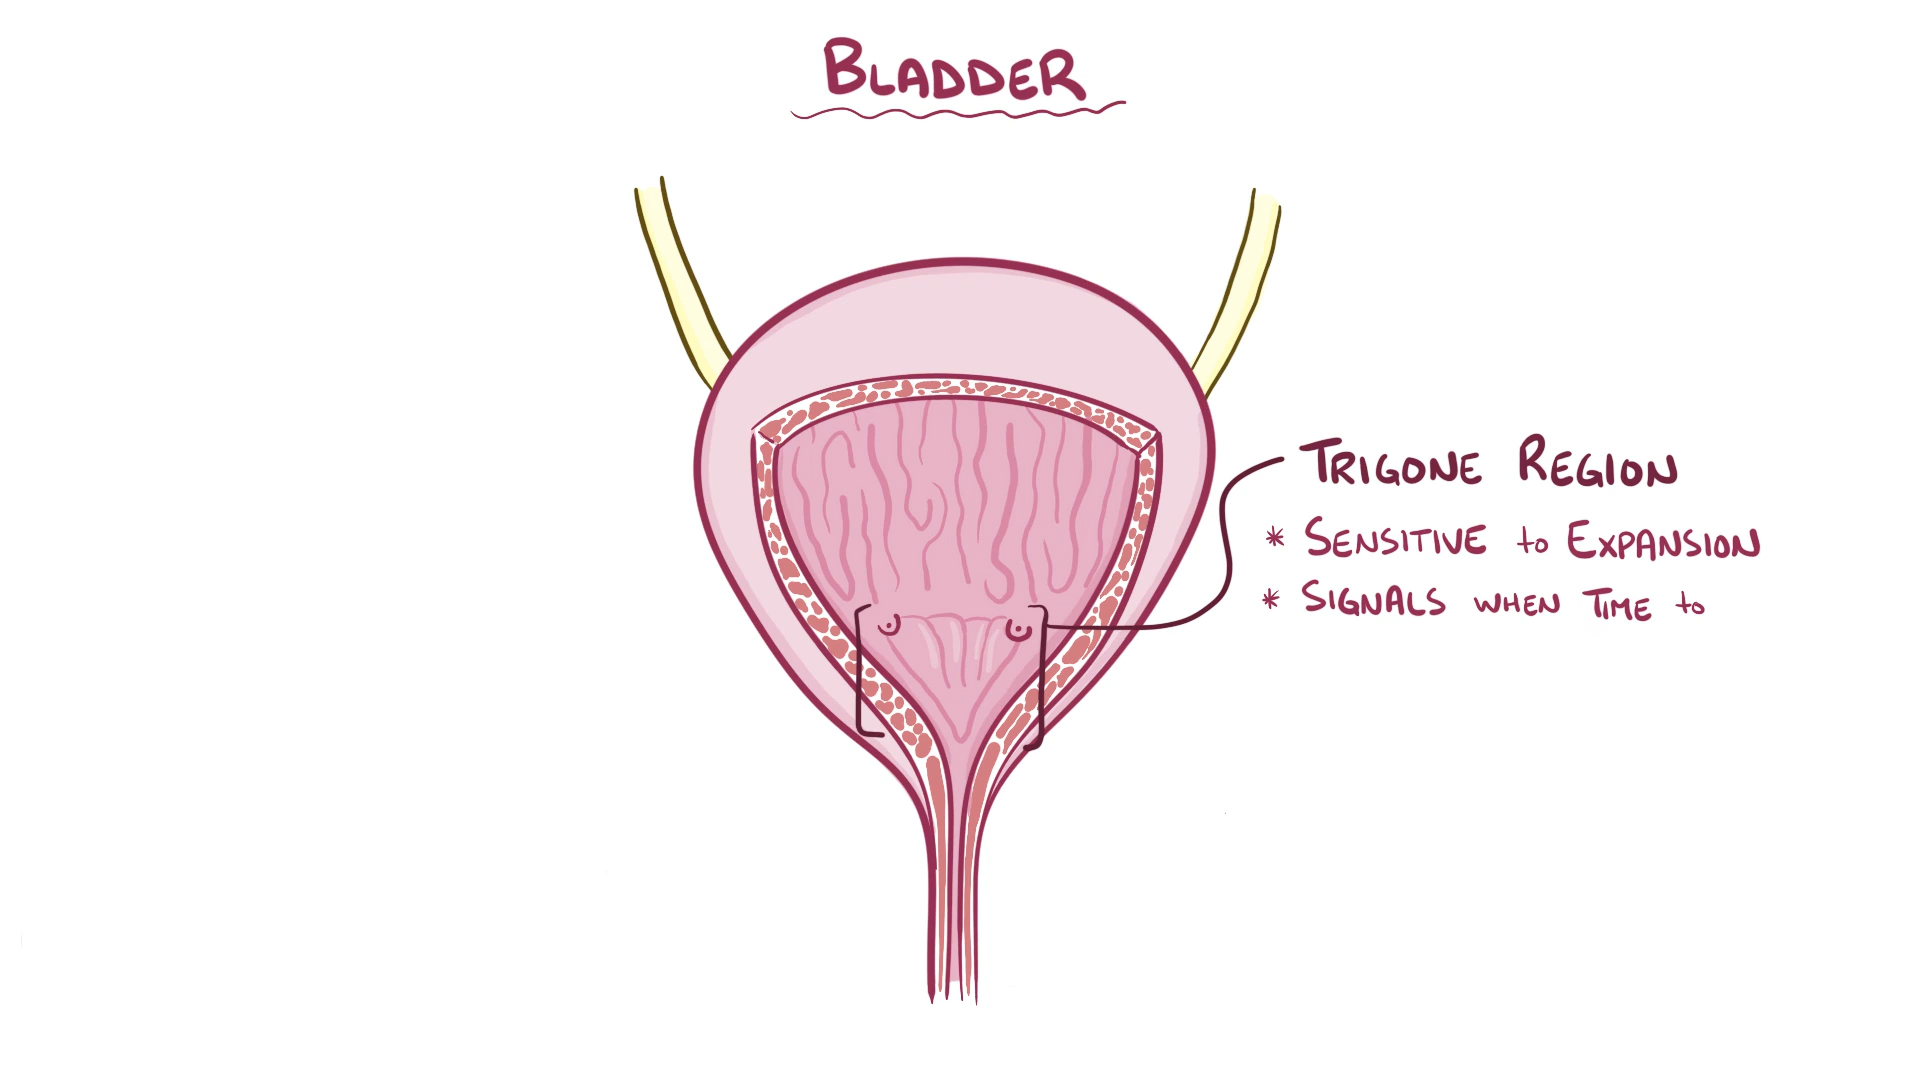 BLADDER
TRIGONE REGION
* SENSITIVE to EXPANSION
* SIGNALS WHEN TIME to